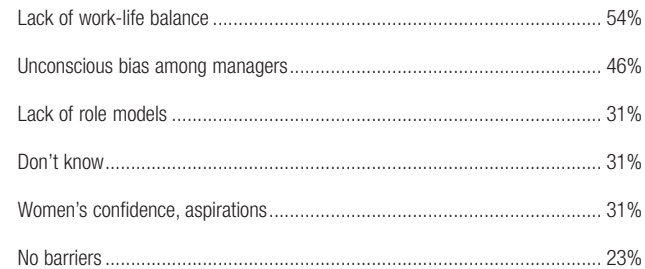 Lack of work-life balance ........................................................................................ 54%
Unconscious bias among managers.................................................................... 46%
Lack of role models ................................................................................................ 31%
Don’t know............................................................................................................... 31%
Women’s confidence, aspirations......................................................................... 31%
No barriers ............................................................................................................... 23%